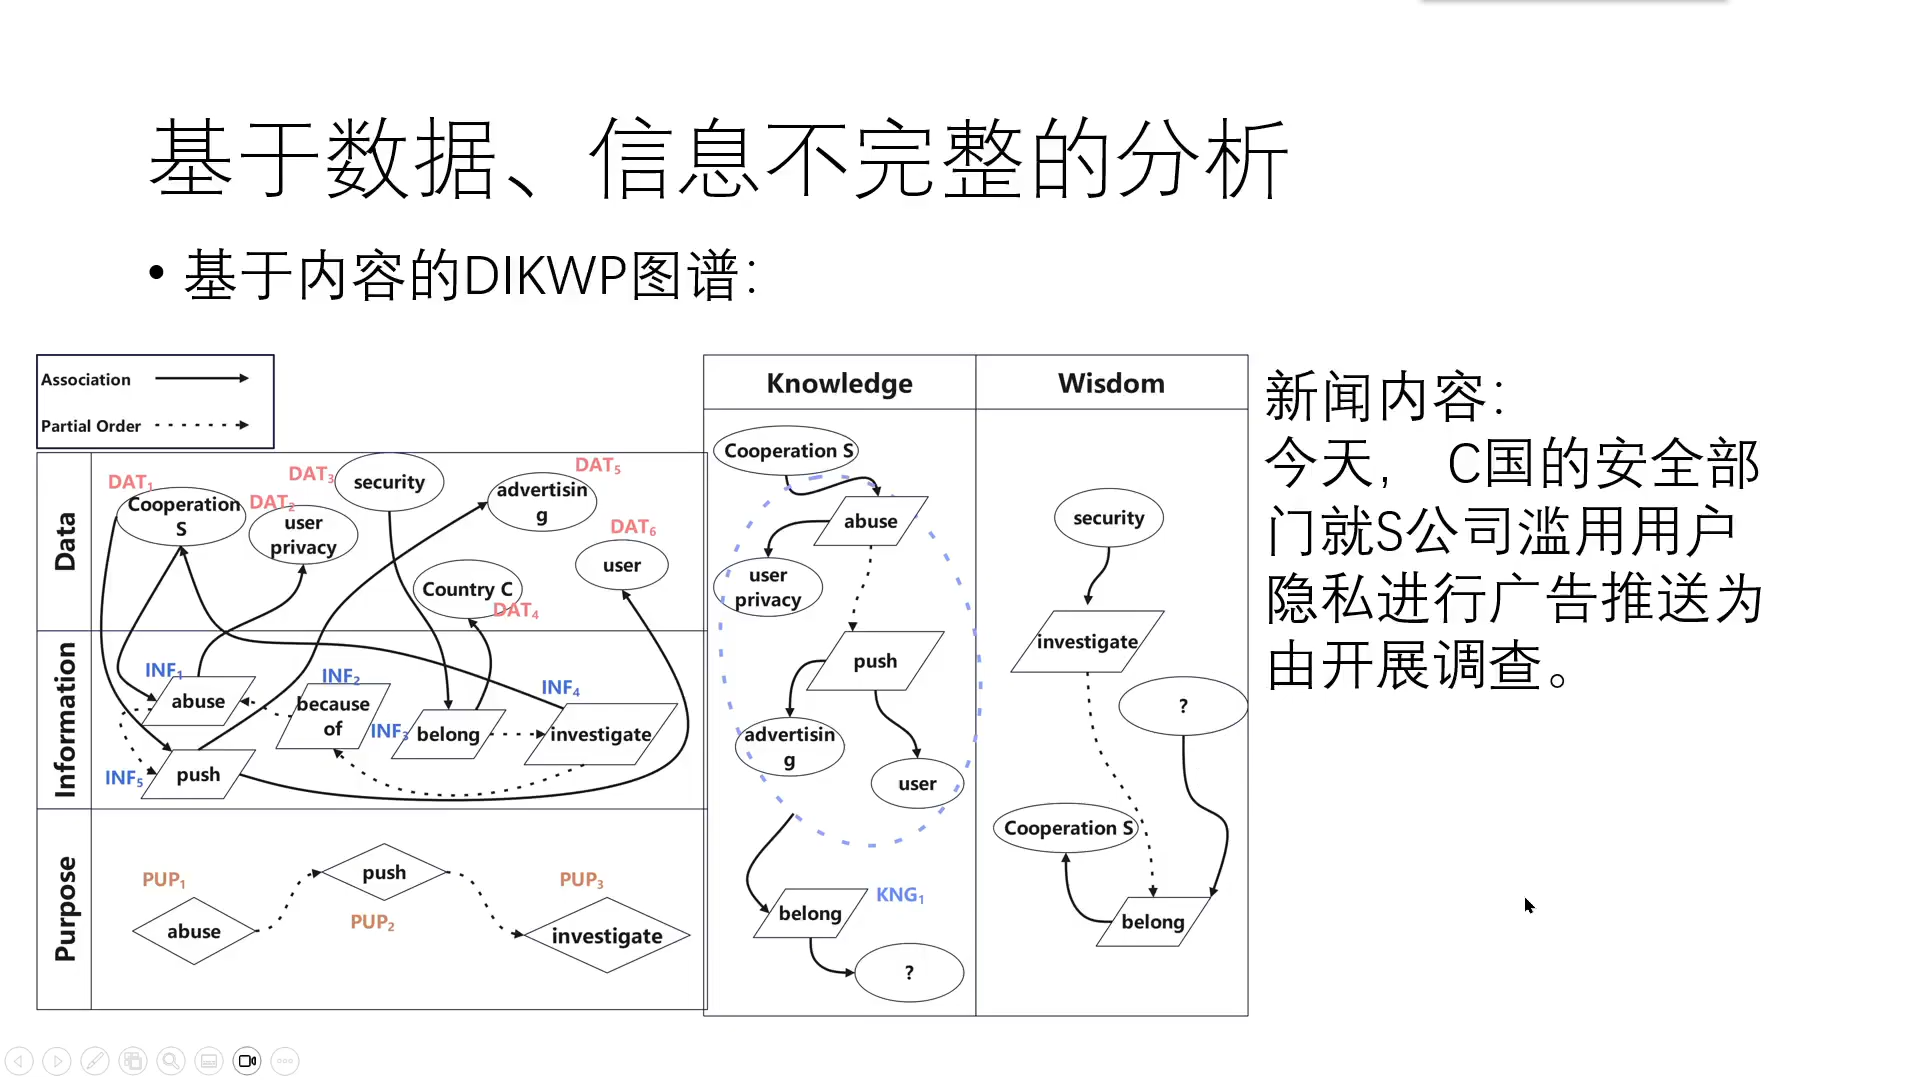 基于数据、信息不完整的分析
• 基于内容的DIKWP图谱：
Association
Partial Order
Data
DAT1
Cooperation
S
DAT2
user
privacy
DAT3
security
Country C
DAT4
DAT5
advertisin
g
DAT6
user
Information
INF1
abuse
INF2
because
of
INF3
belong
INF4
investigate
INF5
push
Purpose
PUP1
abuse
push
PUP2
PUP3
investigate
Knowledge
Cooperation S
abuse
user
privacy
push
advertisin
g
user
belong
KNG1
?
Wisdom
security
investigate
?
Cooperation S
belong
新闻内容：
今天， C国的安全部
门就S公司滥用用户
隐私进行广告推送为
由开展调查。